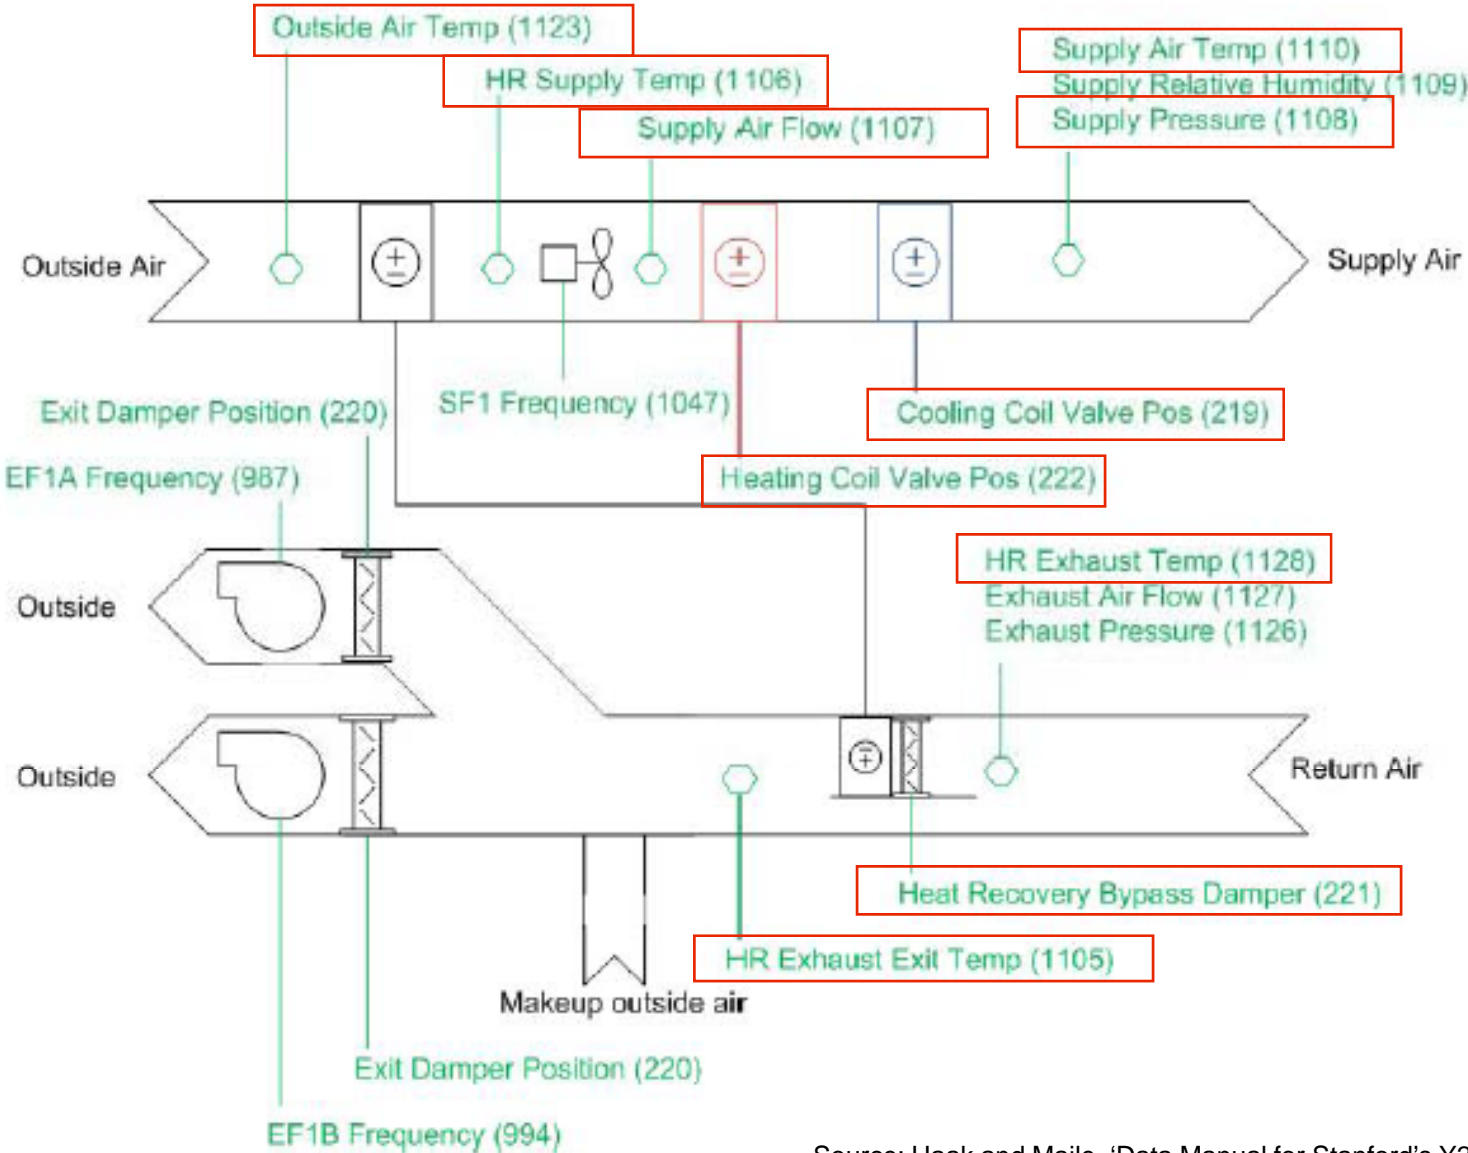 Outside Air Temp (1123)
HR Supply Temp (1106)
Supply Air Flow (1107)
Supply Air Temp (1110)
Supply Relative Humidity (1109)
Supply Pressure (1108)
Outside Air
Supply Air
SF1 Frequency (1047)
Exit Damper Position (220)
Cooling Coil Valve Pos (219)
EF1A Frequency (987)
Heating Coil Valve Pos (222)
HR Exhaust Temp (1128)
Exhaust Air Flow (1127)
Exhaust Pressure (1126)
Outside
Outside
Return Air
Heat Recovery Bypass Damper (221)
HR Exhaust Exit Temp (1105)
Makeup outside air
Exit Damper Position (220)
EF1B Frequency (994)